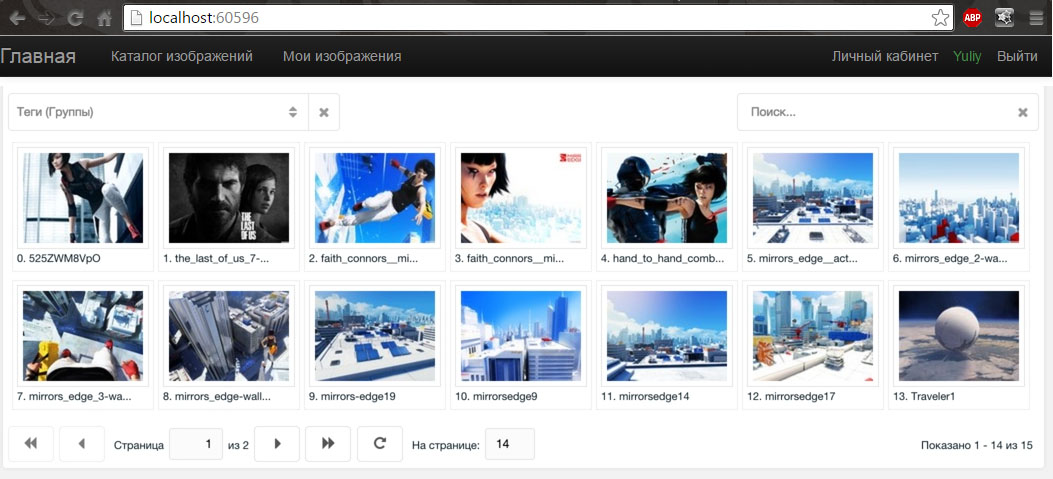 localhost:60596
ABP
Главная Каталог изображений Мои изображения Личный кабинет Yuliy Выйти
Теги (Группы) Поиск...
THE LAST OF US
0. 525ZWM8VpO 1. the_last_of_us_7-... 2. faith_connors__mi... 3. faith_connors__mi... 4. hand_to_hand_comb... 5. mirrors_edge__act... 6. mirrors_edge_2-wa...
7. mirrors_edge_3-wa... 8. mirrors_edge-wall... 9. mirrors-edge19 10. mirrorsedge9 11. mirrorsedge14 12. mirrorsedge17 13. Traveler1
Страница 1 из 2 На странице: 14 Показано 1 - 14 из 15